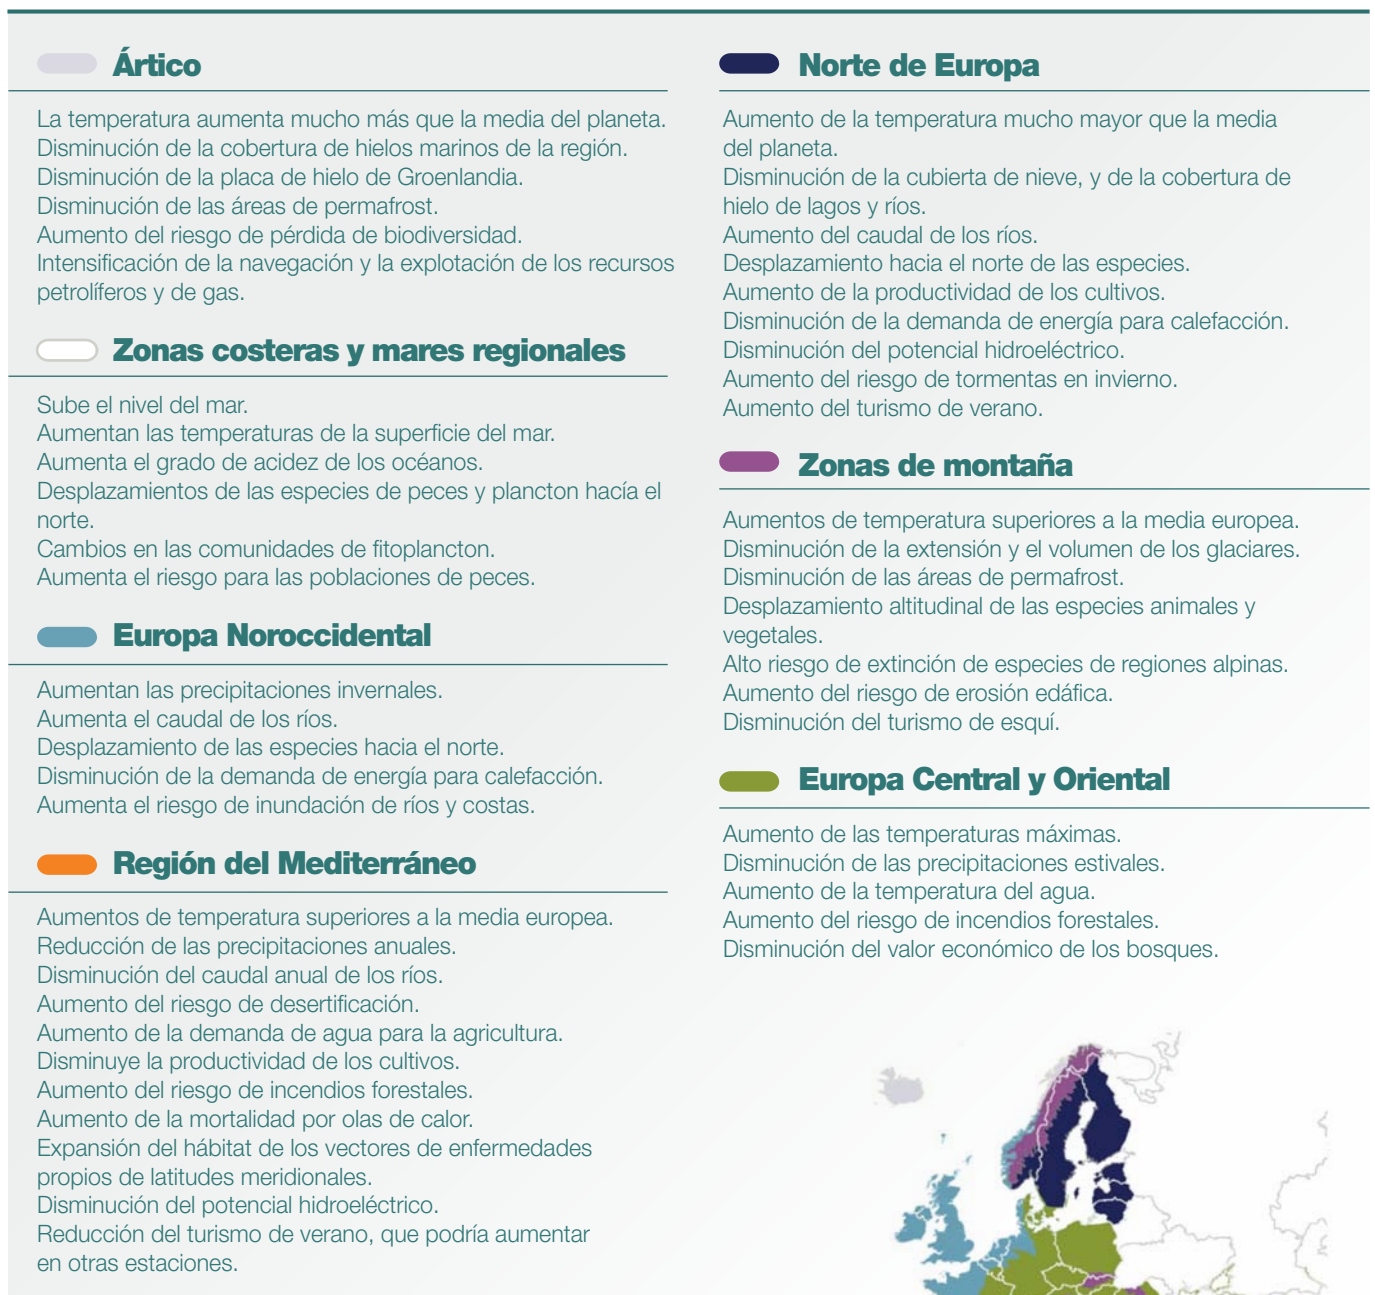 Ártico
La temperatura aumenta mucho más que la media del planeta.
Disminución de la cobertura de hielos marinos de la región.
Disminución de la placa de hielo de Groenlandia.
Disminución de las áreas de permafrost.
Aumento del riesgo de pérdida de biodiversidad.
Intensificación de la navegación y la explotación de los recursos
petrolíferos y de gas.
Zonas costeras y mares regionales
Sube el nivel del mar.
Aumentan las temperaturas de la superficie del mar.
Aumenta el grado de acidez de los océanos.
Desplazamientos de las especies de peces y plancton hacía el
norte.
Cambios en las comunidades de fitoplancton.
Aumenta el riesgo para las poblaciones de peces.
Europa Noroccidental
Aumentan las precipitaciones invernales.
Aumenta el caudal de los ríos.
Desplazamiento de las especies hacia el norte.
Disminución de la demanda de energía para calefacción.
Aumenta el riesgo de inundación de ríos y costas.
Región del Mediterráneo
Aumentos de temperatura superiores a la media europea.
Reducción de las precipitaciones anuales.
Disminución del caudal anual de los ríos.
Aumento del riesgo de desertificación.
Aumento de la demanda de agua para la agricultura.
Disminuye la productividad de los cultivos.
Aumento del riesgo de incendios forestales.
Aumento de la mortalidad por olas de calor.
Expansión del hábitat de los vectores de enfermedades
propios de latitudes meridionales.
Disminución del potencial hidroeléctrico.
Reducción del turismo de verano, que podría aumentar
en otras estaciones.
Norte de Europa
Aumento de la temperatura mucho mayor que la media
del planeta.
Disminución de la cubierta de nieve, y de la cobertura de
hielo de lagos y ríos.
Aumento del caudal de los ríos.
Desplazamiento hacia el norte de las especies.
Aumento de la productividad de los cultivos.
Disminución de la demanda de energía para calefacción.
Disminución del potencial hidroeléctrico.
Aumento del riesgo de tormentas en invierno.
Aumento del turismo de verano.
Zonas de montaña
Aumentos de temperatura superiores a la media europea.
Disminución de la extensión y el volumen de los glaciares.
Disminución de las áreas de permafrost.
Desplazamiento altitudinal de las especies animales y
vegetales.
Alto riesgo de extinción de especies de regiones alpinas.
Aumento del riesgo de erosión edáfica.
Disminución del turismo de esquí.
Europa Central y Oriental
Aumento de las temperaturas máximas.
Disminución de las precipitaciones estivales.
Aumento de la temperatura del agua.
Aumento del riesgo de incendios forestales.
Disminución del valor económico de los bosques.